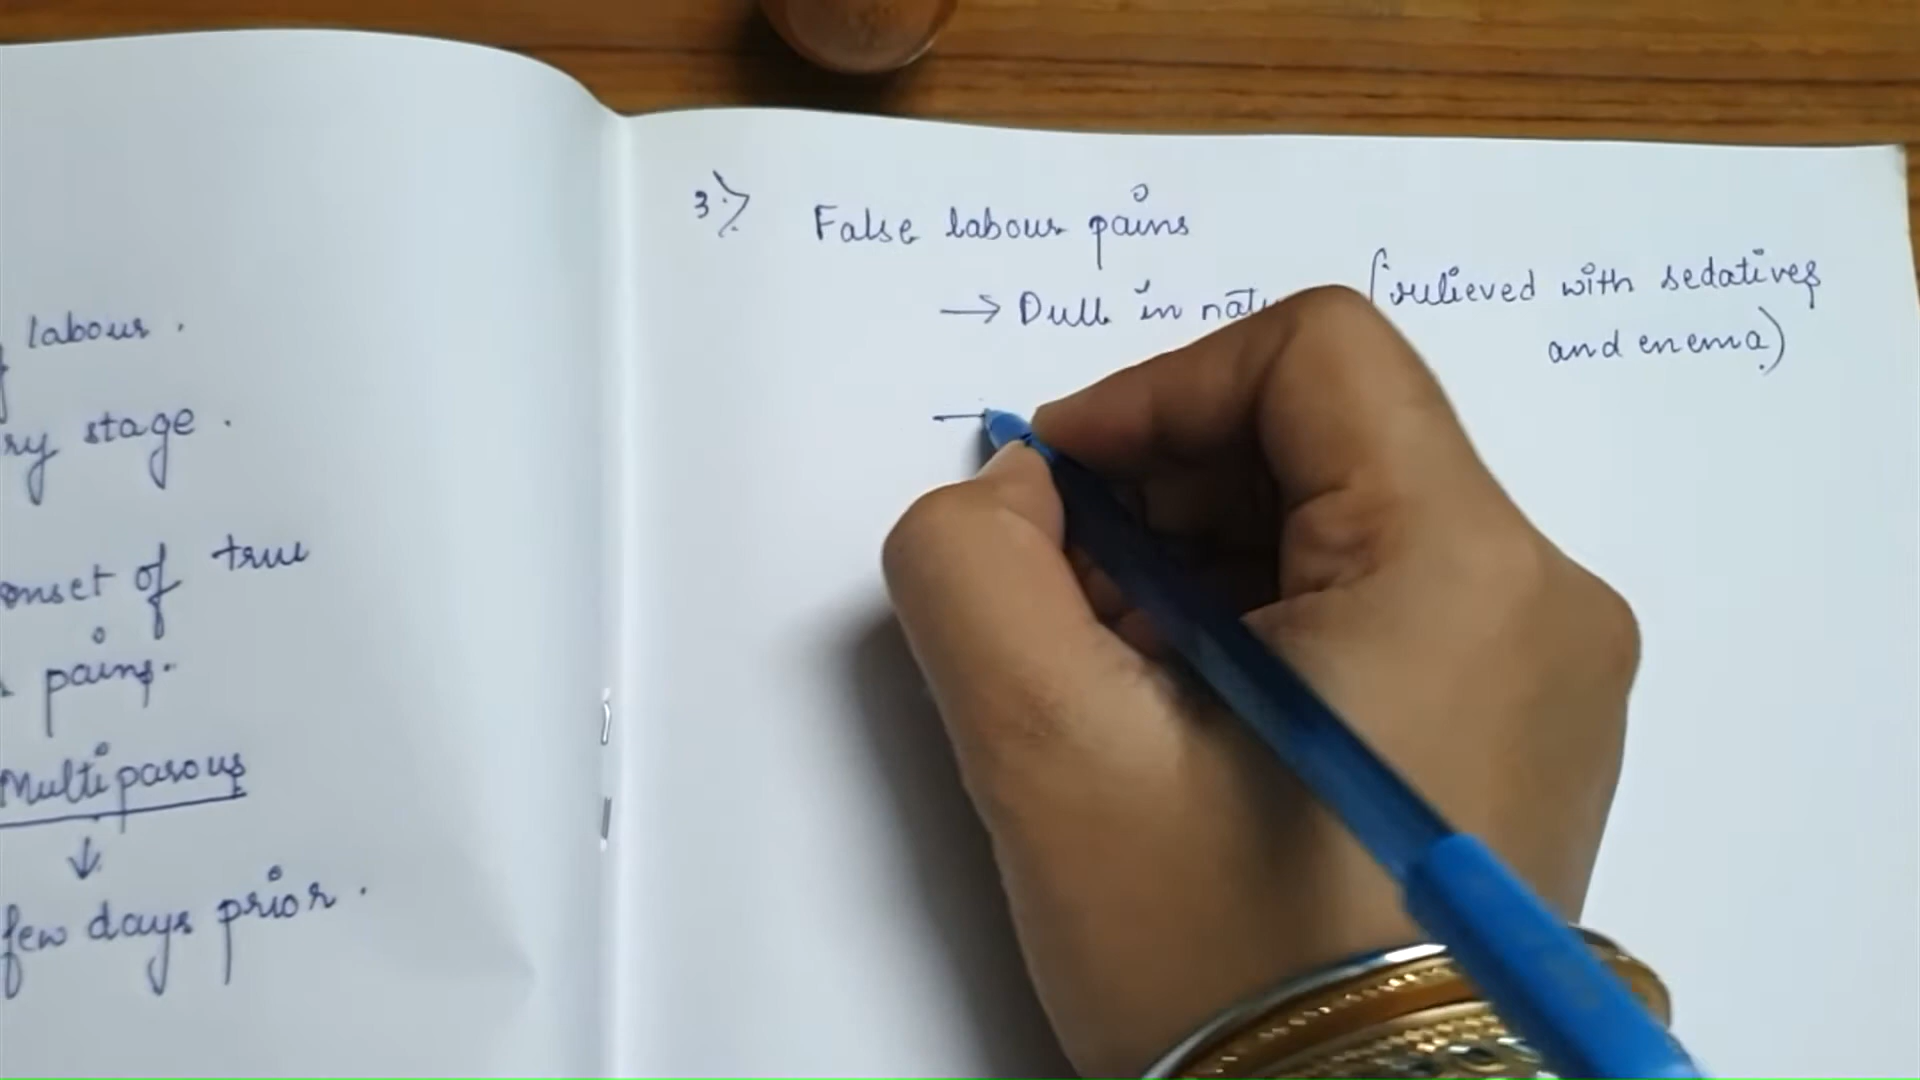 labour.
stage.
onset of true
pains.
Multiparous
↓
few days prior.
3.) False labour pains
→ Dull in (relieved with sedatives
and enema)